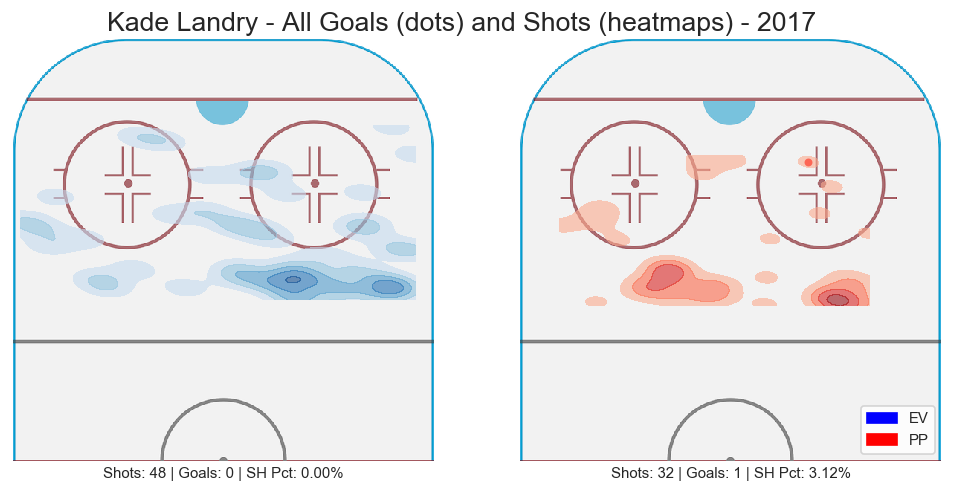 Kade Landry - All Goals (dots) and Shots (heatmaps) - 2017
EV
PP
Shots: 48 | Goals: 0 | SH Pct: 0.00%
Shots: 32 | Goals: 1 | SH Pct: 3.12%